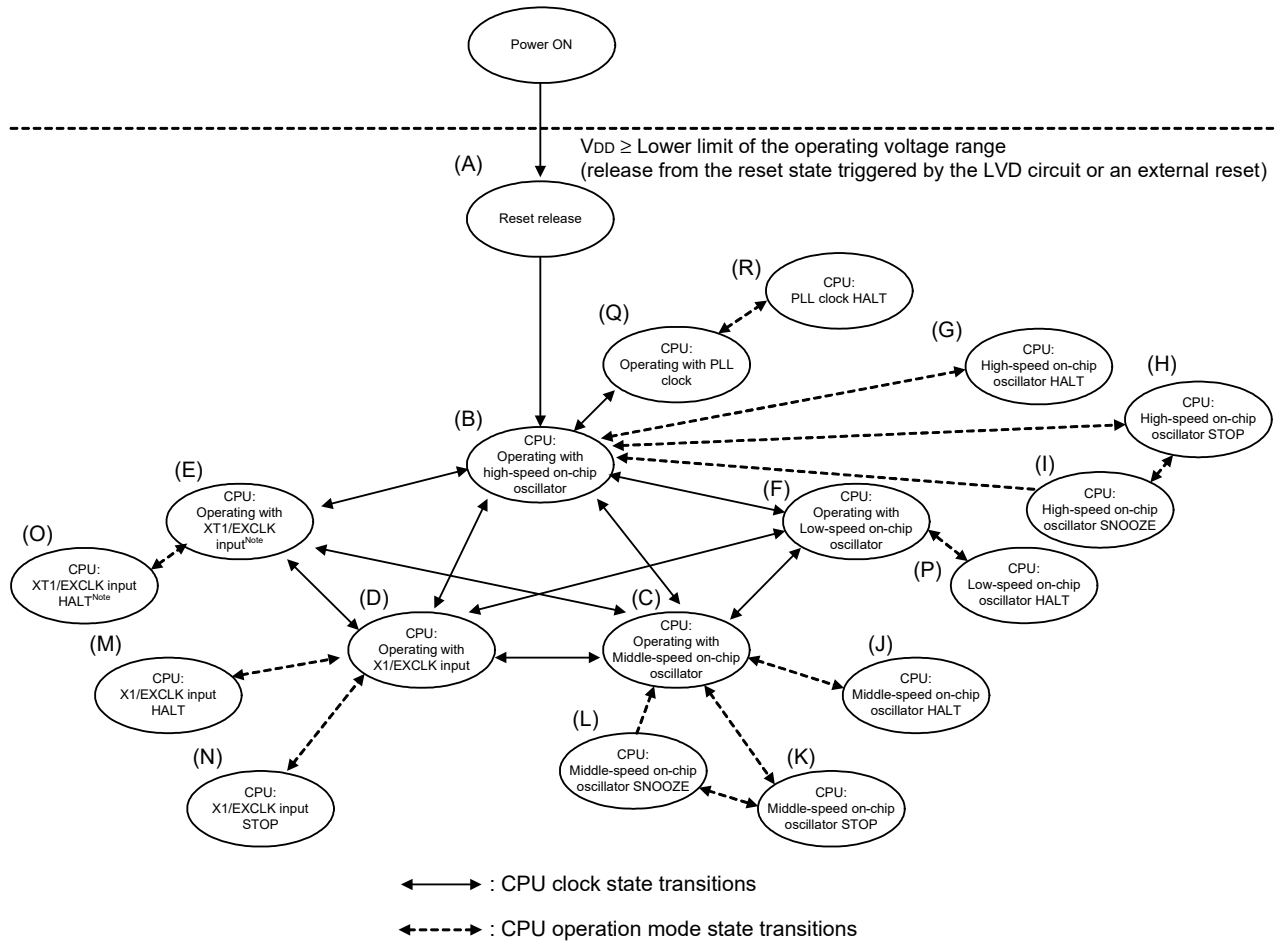 Power ON
VDD ≥ Lower limit of the operating voltage range
(release from the reset state triggered by the LVD circuit or an external reset)
(A)
Reset release
(R)
CPU:
PLL clock HALT
(Q)
CPU:
Operating with PLL
clock
(G)
CPU:
High-speed on-chip
oscillator HALT
(H)
CPU:
High-speed on-chip
oscillator STOP
(B)
CPU:
Operating with
high-speed on-chip
oscillator
(I)
CPU:
High-speed on-chip
oscillator SNOOZE
(E)
CPU:
Operating with
XT1/EXCLK
inputNote
(F)
CPU:
Operating with
Low-speed on-chip
oscillator
(O)
CPU:
XT1/EXCLK input
HALTNote
(P)
CPU:
Low-speed on-chip
oscillator HALT
(D)
CPU:
Operating with
X1/EXCLK input
(C)
CPU:
Operating with
Middle-speed on-chip
oscillator
(M)
CPU:
X1/EXCLK input
HALT
(J)
CPU:
Middle-speed on-chip
oscillator HALT
(N)
CPU:
X1/EXCLK input
STOP
(L)
CPU:
Middle-speed on-chip
oscillator SNOOZE
(K)
CPU:
Middle-speed on-chip
oscillator STOP
: CPU clock state transitions
: CPU operation mode state transitions